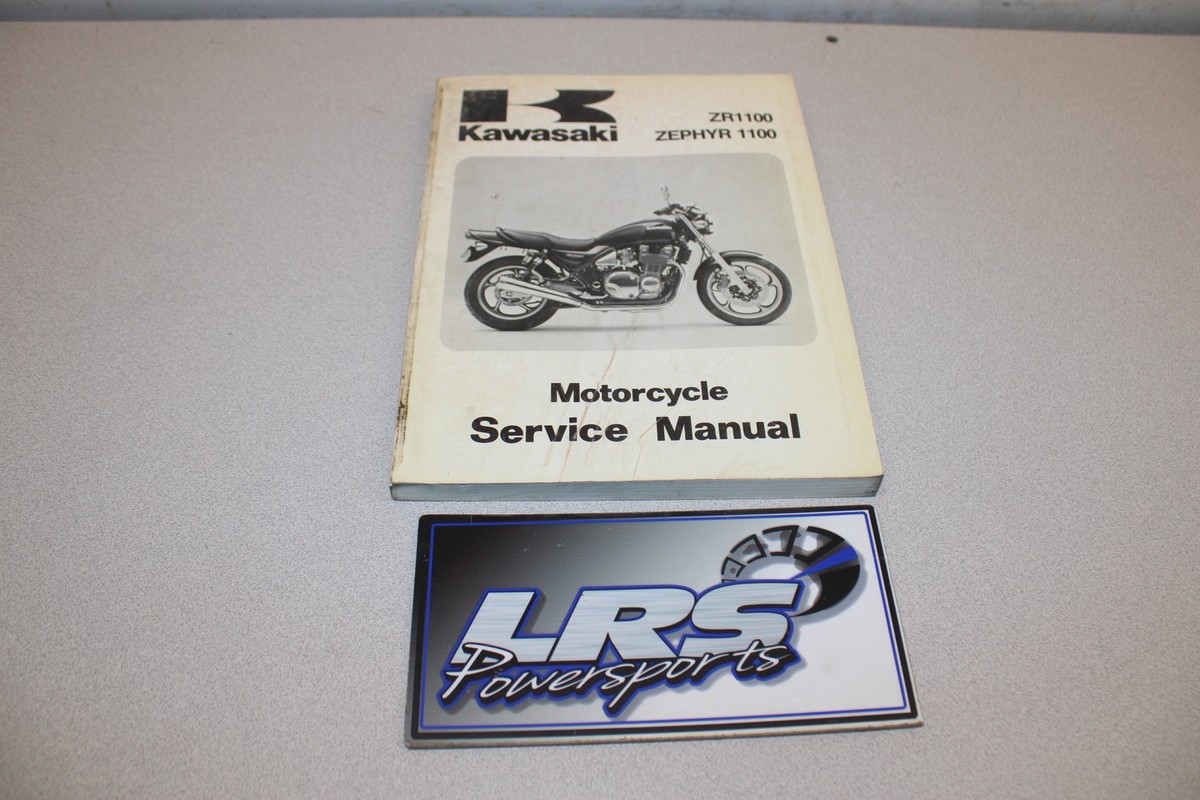 Kawasaki
ZR1100
ZEPHYR 1100
Motorcycle
Service Manual
LRS
Powersports